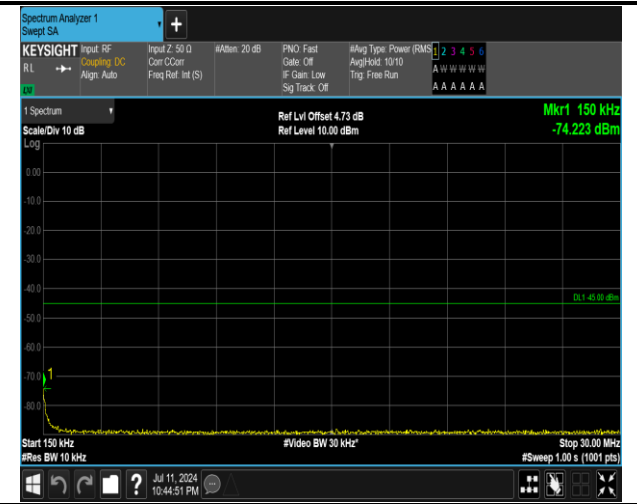 Spectrum Analyzer 1
Swept SA
+
KEYSIGHT Input: RF Input Z: 50 Ω #Atten: 20 dB PNO: Fast #Avg Type: Power (RMS 1 2 3 4 5 6
RL Coupling: DC Corr CCorr Gate: Off Avg|Hold: 10/10 A W W W W W
Align: Auto Freq Ref: Int (S) IF Gain: Low Trig: Free Run
Sig Track: Off A A A A A A
1 Spectrum Ref Lvl Offset 4.73 dB Mkr1 150 kHz
Scale/Div 10 dB Ref Level 10.00 dBm -74.223 dBm
Log
0.00
-10.0
-20.0
-30.0
-40.0
DL1 -45.00 dBm
-50.0
-60.0
-70.0
1
-80.0
Start 150 kHz #Video BW 30 kHz* Stop 30.00 MHz
#Res BW 10 kHz #Sweep 1.00 s (1001 pts)
? Jul 11, 2024
10:44:51 PM